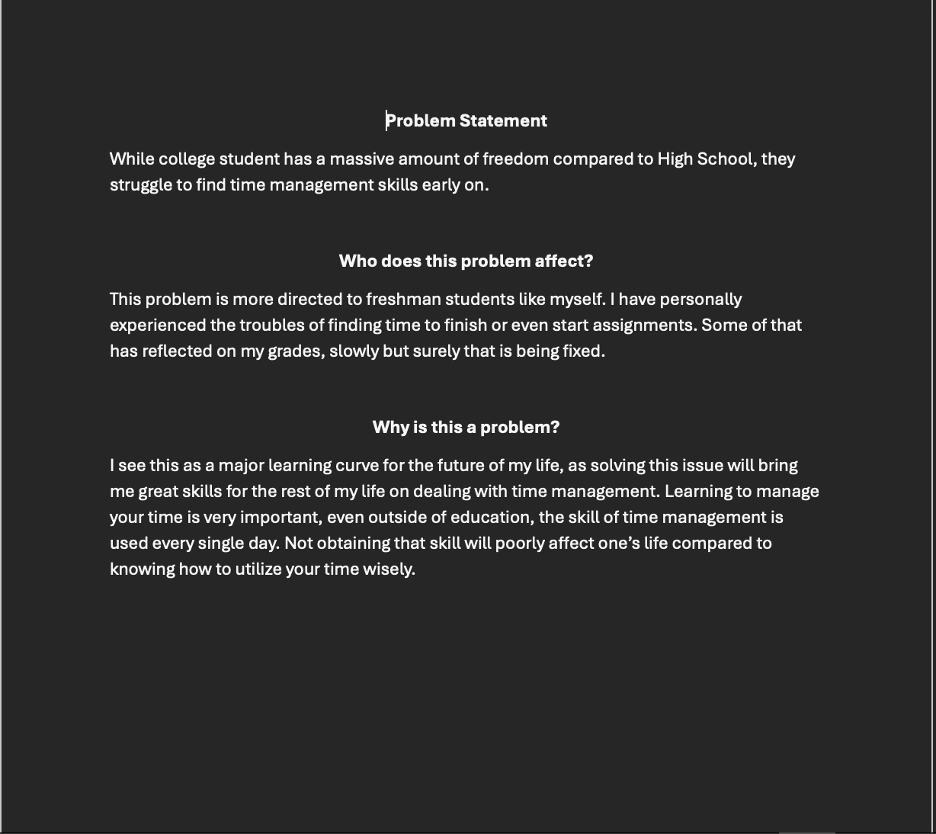 Problem Statement
While college student has a massive amount of freedom compared to High School, they
struggle to find time management skills early on.
Who does this problem affect?
This problem is more directed to freshman students like myself. I have personally
experienced the troubles of finding time to finish or even start assignments. Some of that
has reflected on my grades, slowly but surely that is being fixed.
Why is this a problem?
I see this as a major learning curve for the future of my life, as solving this issue will bring
me great skills for the rest of my life on dealing with time management. Learning to manage
your time is very important, even outside of education, the skill of time management is
used every single day. Not obtaining that skill will poorly affect one’s life compared to
knowing how to utilize your time wisely.